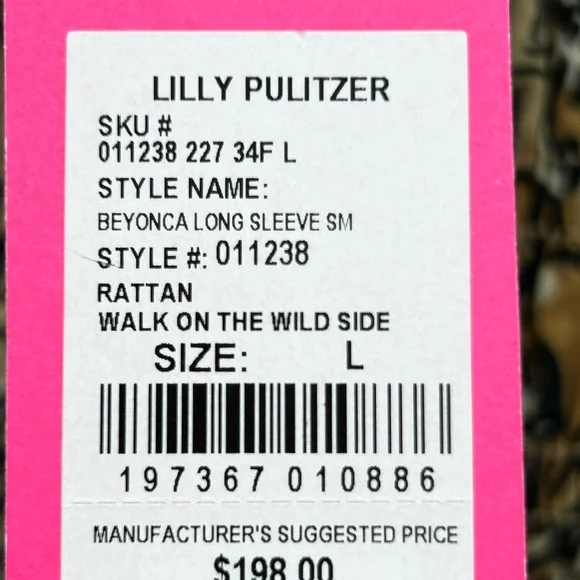 LILLY PULITZER
SKU #
011238 227 34F L
STYLE NAME:
BEYONCA LONG SLEEVE SM
STYLE #: 011238
RATTAN
WALK ON THE WILD SIDE
SIZE: L
197367 010886
MANUFACTURER'S SUGGESTED PRICE
$198.00